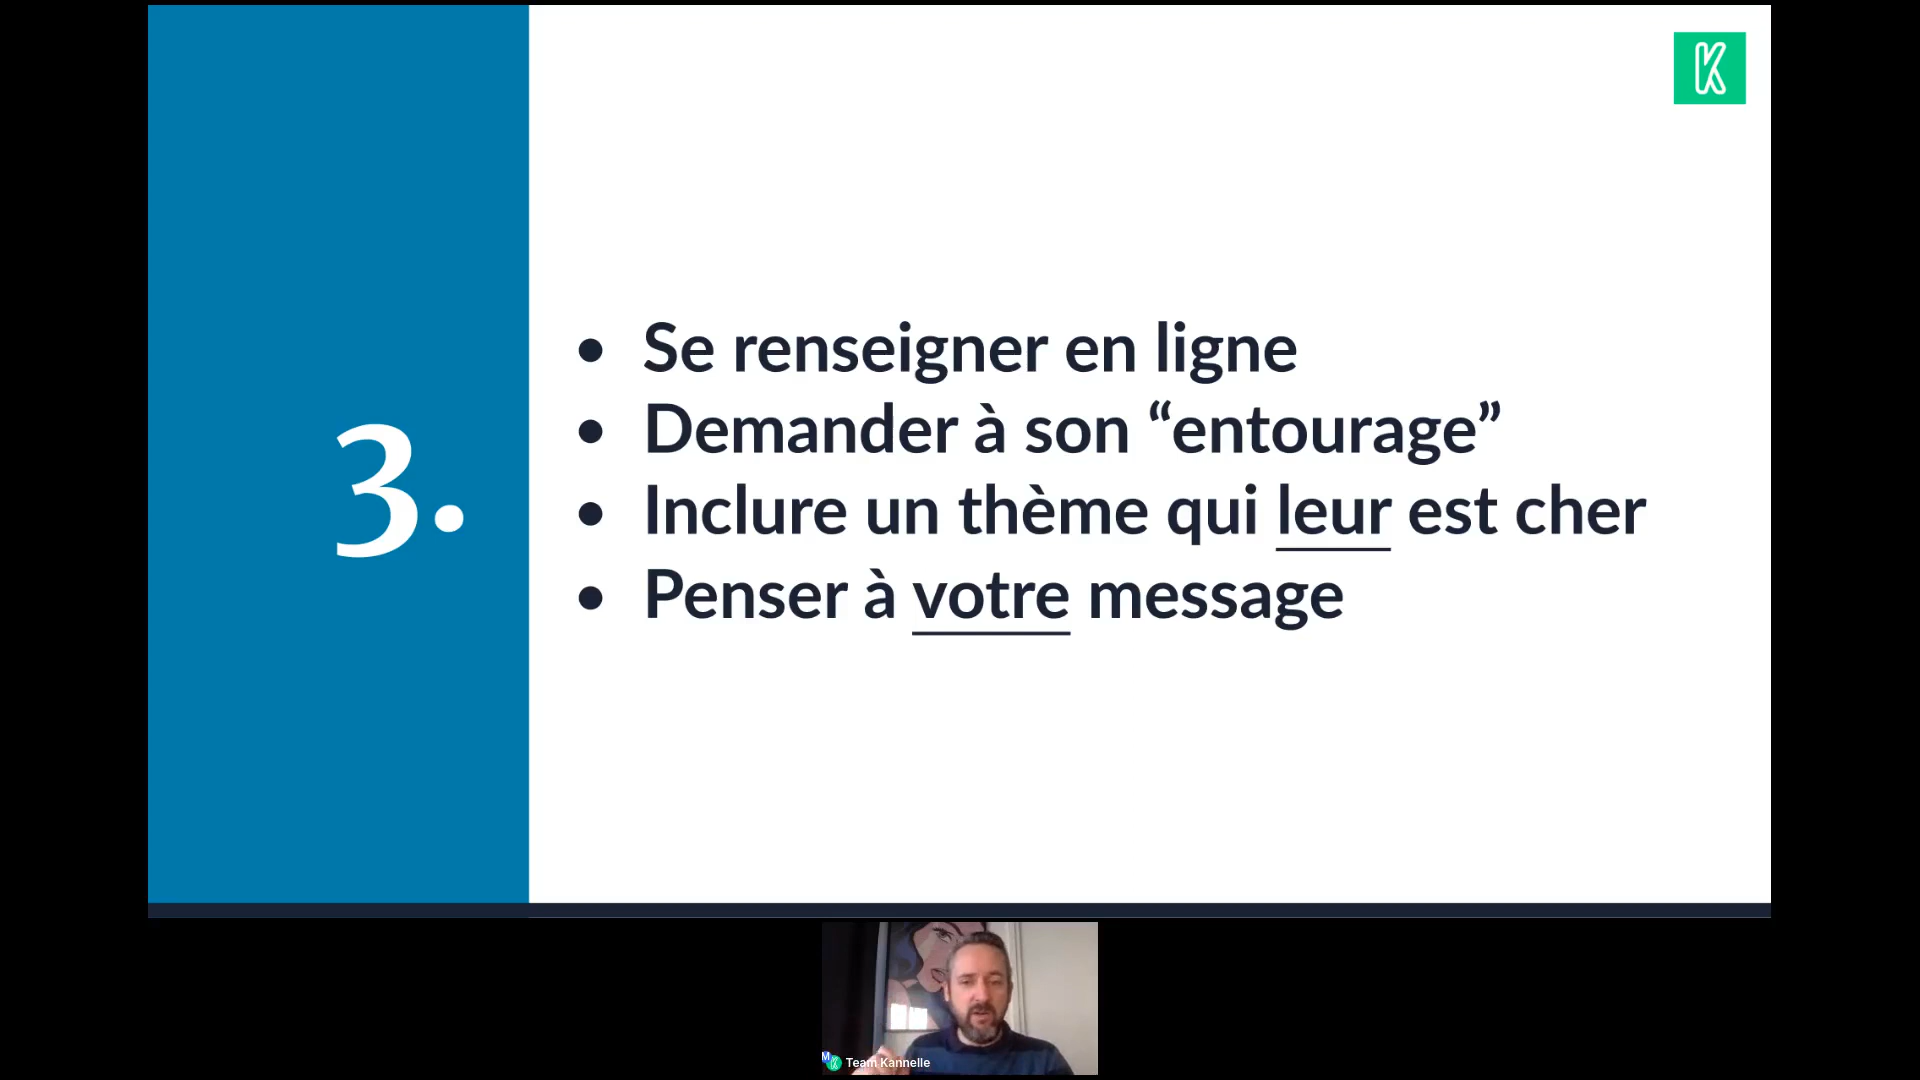 3.
• Se renseigner en ligne
• Demander à son “entourage”
• Inclure un thème qui leur est cher
• Penser à votre message
K
M
Team Kannelle